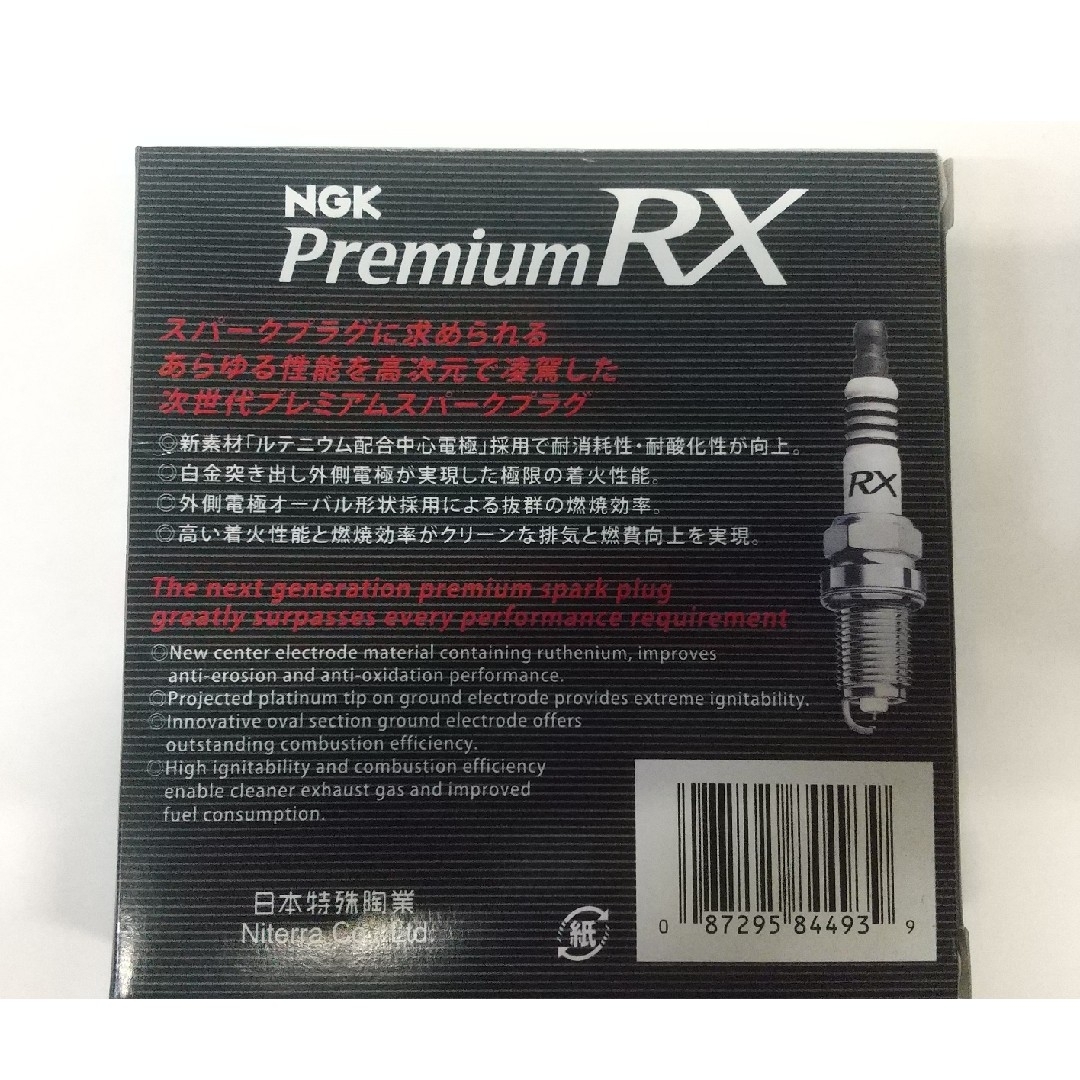 NGK
Premium RX
スパークプラグに求められる
あらゆる性能を高次元で凌駕した
次世代プレミアムスパークプラグ
◎新素材「ルテニウム配合中心電極」採用で耐消耗性・耐酸化性が向上。
◎白金突き出し外側電極が実現した極限の着火性能。
◎外側電極オーバル形状採用による抜群の燃焼効率。
◎高い着火性能と燃焼効率がクリーンな排気と燃費向上を実現。
RX
The next generation premium spark plug
greatly surpasses every performance requirement
◎New center electrode material containing ruthenium, improves
anti-erosion and anti-oxidation performance.
◎Projected platinum tip on ground electrode provides extreme ignitability.
◎Innovative oval section ground electrode offers
outstanding combustion efficiency.
◎High ignitability and combustion efficiency
enable cleaner exhaust gas and improved
fuel consumption.
日本特殊陶業
Niterra Co., Ltd.
紙
0 87295 84493 9